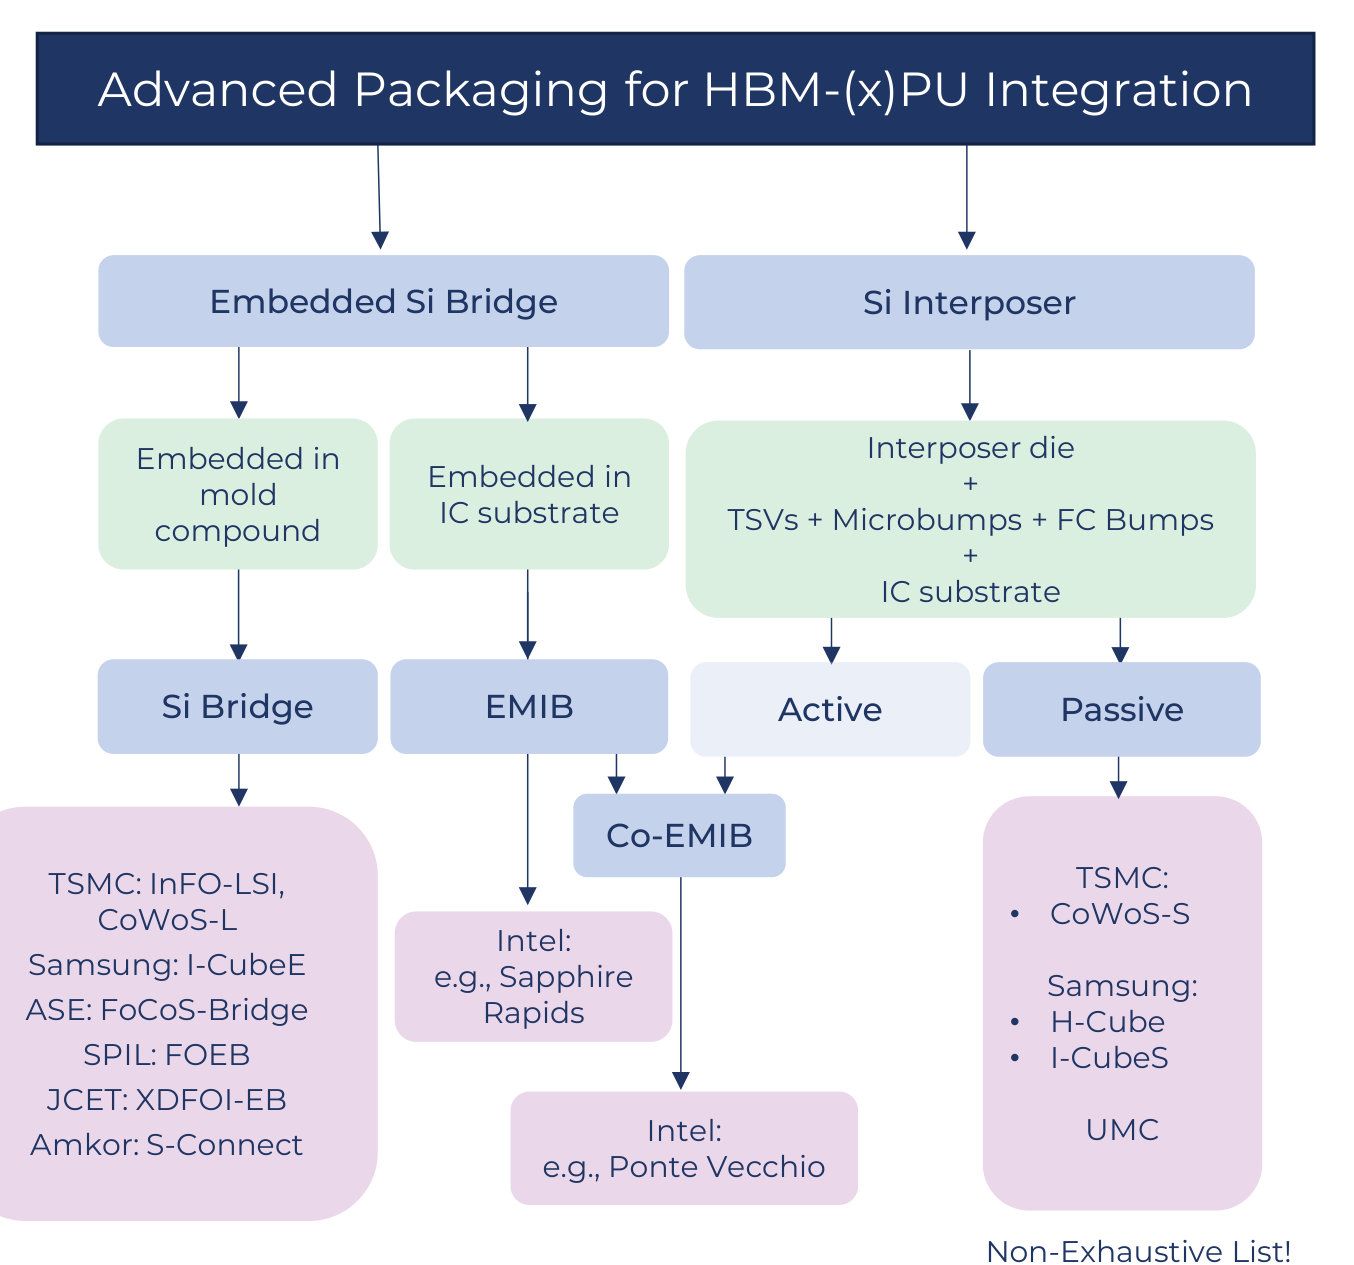 Advanced Packaging for HBM-(x)PU Integration
Embedded Si Bridge
Si Interposer
Embedded in
mold
compound
Embedded in
IC substrate
Interposer die
+
TSVs + Microbumps + FC Bumps
+
IC substrate
Si Bridge
EMIB
Active
Passive
Co-EMIB
TSMC: InFO-LSI,
CoWoS-L
Samsung: I-CubeE
ASE: FoCoS-Bridge
SPIL: FOEB
JCET: XDFOI-EB
Amkor: S-Connect
Intel:
e.g., Sapphire
Rapids
Intel:
e.g., Ponte Vecchio
TSMC:
• CoWoS-S
Samsung:
• H-Cube
• I-CubeS
UMC
Non-Exhaustive List!